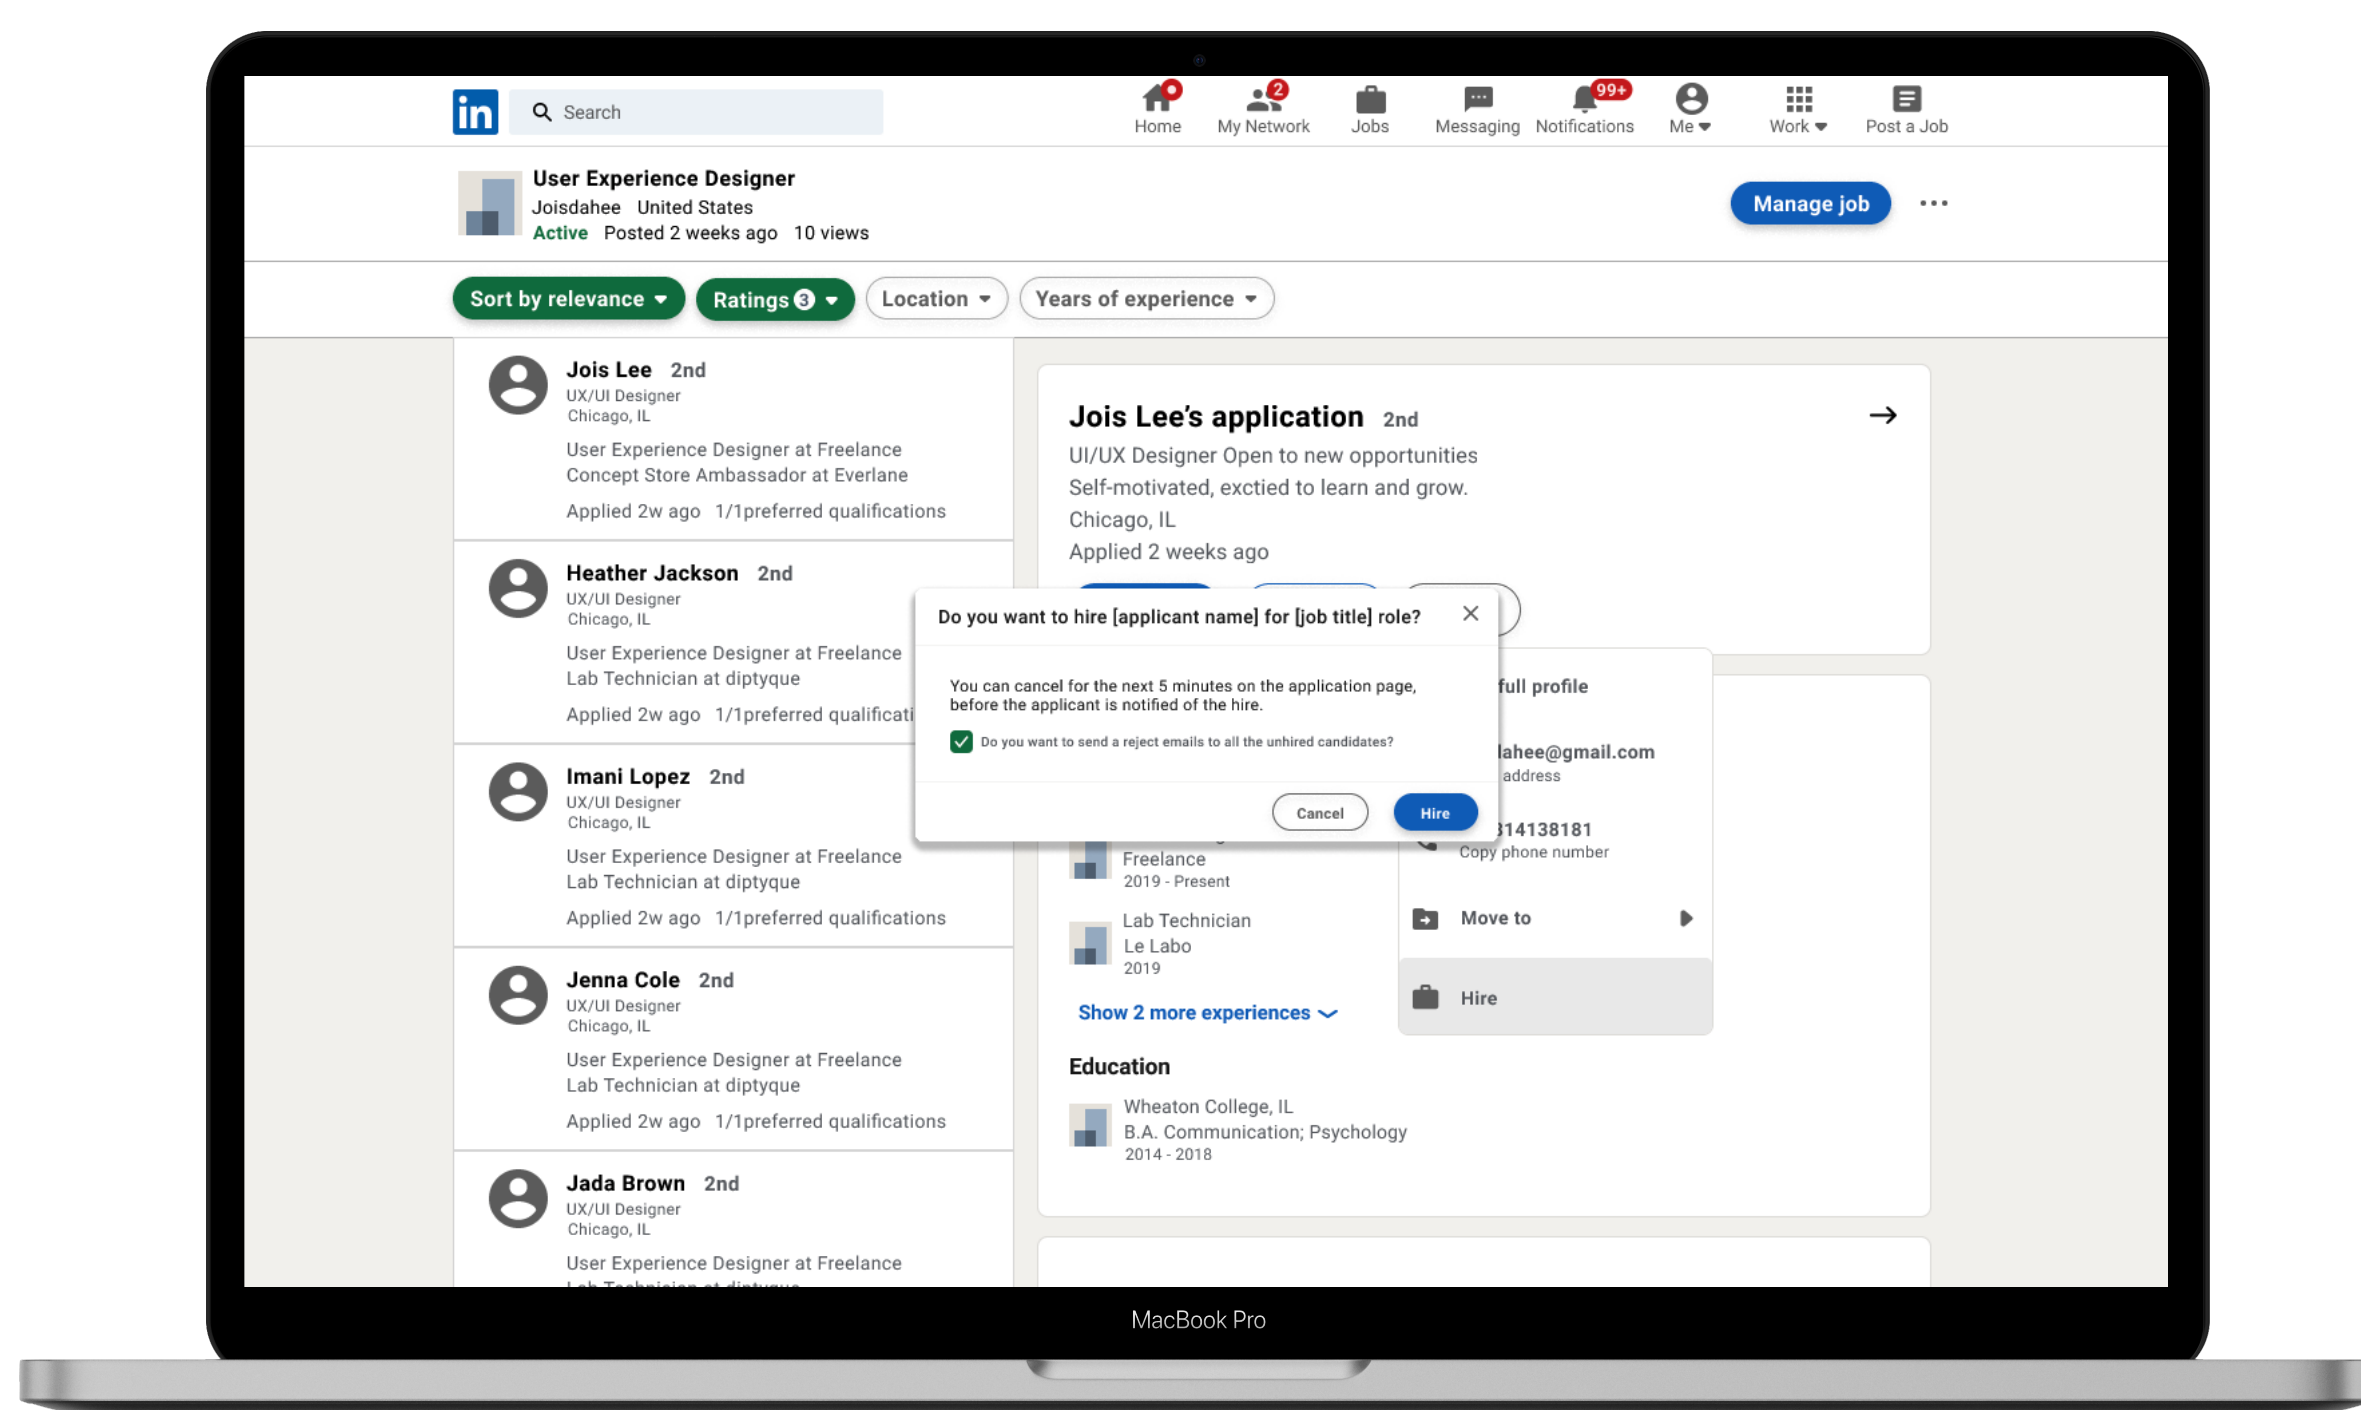 in
Search
Home
2
My Network
Jobs
Messaging
99+
Notifications
Me
Work
Post a Job
User Experience Designer
Joisdahee United States
Active Posted 2 weeks ago 10 views
Manage job
Sort by relevance
Ratings 3
Location
Years of experience
Jois Lee 2nd
UX/UI Designer
Chicago, IL
User Experience Designer at Freelance
Concept Store Ambassador at Everlane
Applied 2w ago 1/1preferred qualifications
Heather Jackson 2nd
UX/UI Designer
Chicago, IL
User Experience Designer at Freelance
Lab Technician at diptyque
Applied 2w ago 1/1preferred qualificati
Imani Lopez 2nd
UX/UI Designer
Chicago, IL
User Experience Designer at Freelance
Lab Technician at diptyque
Applied 2w ago 1/1preferred qualifications
Jenna Cole 2nd
UX/UI Designer
Chicago, IL
User Experience Designer at Freelance
Lab Technician at diptyque
Applied 2w ago 1/1preferred qualifications
Jada Brown 2nd
UX/UI Designer
Chicago, IL
User Experience Designer at Freelance
Jois Lee's application 2nd
UI/UX Designer Open to new opportunities
Self-motivated, exctied to learn and grow.
Chicago, IL
Applied 2 weeks ago
Do you want to hire [applicant name] for [job title] role?
You can cancel for the next 5 minutes on the application page,
before the applicant is notified of the hire.
Do you want to send a reject emails to all the unhired candidates?
Cancel
Hire
full profile
ahee@gmail.com
address
14138181
Copy phone number
Move to
Hire
Freelance
2019 - Present
Lab Technician
Le Labo
2019
Show 2 more experiences
Education
Wheaton College, IL
B.A. Communication; Psychology
2014 - 2018
MacBook Pro